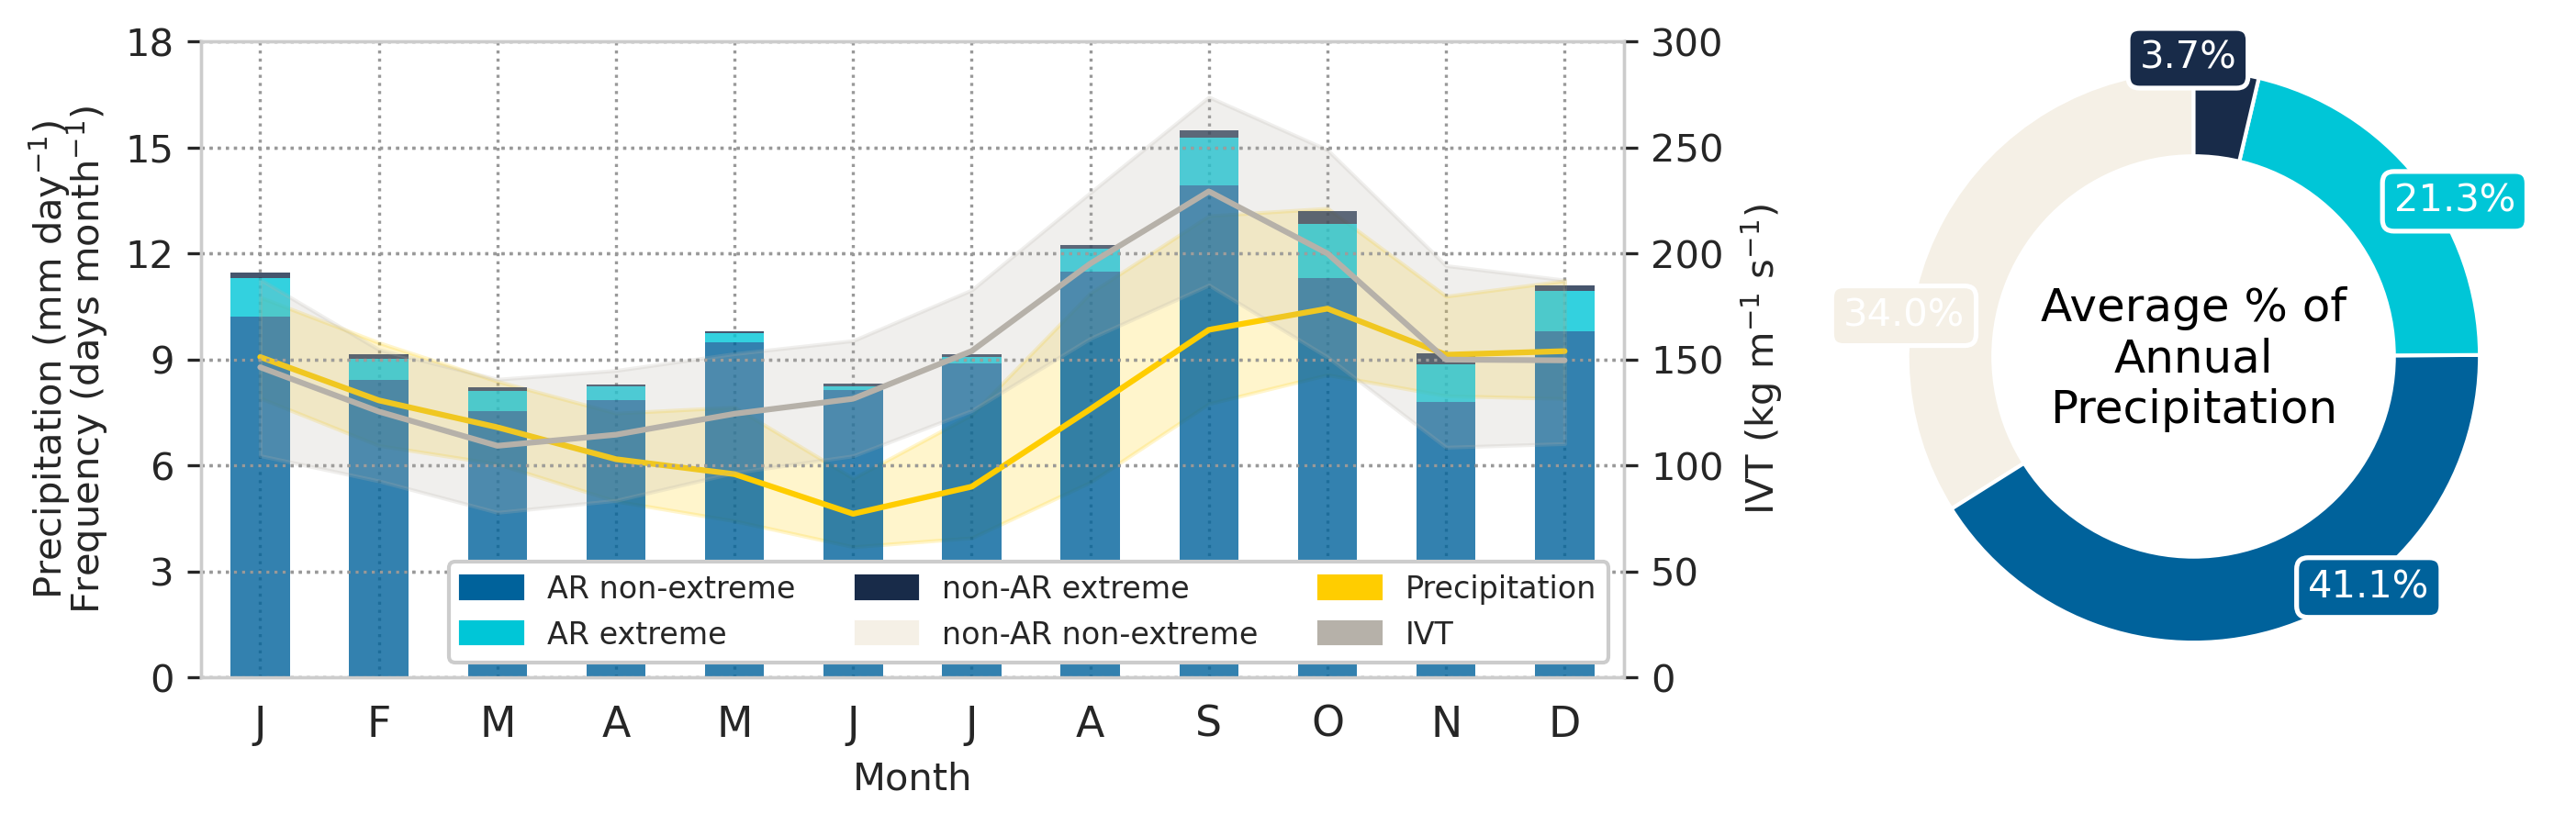 Precipitation (mm day⁻¹)
Frequency (days month⁻¹)
18
15
12
9
6
3
0
300
250
200
150
100
50
0
IVT (kg m⁻¹ s⁻¹)
J F M A M J J A S O N D
Month
AR non-extreme
AR extreme
non-AR extreme
non-AR non-extreme
Precipitation
IVT
3.7%
21.3%
34.0%
41.1%
Average % of
Annual
Precipitation